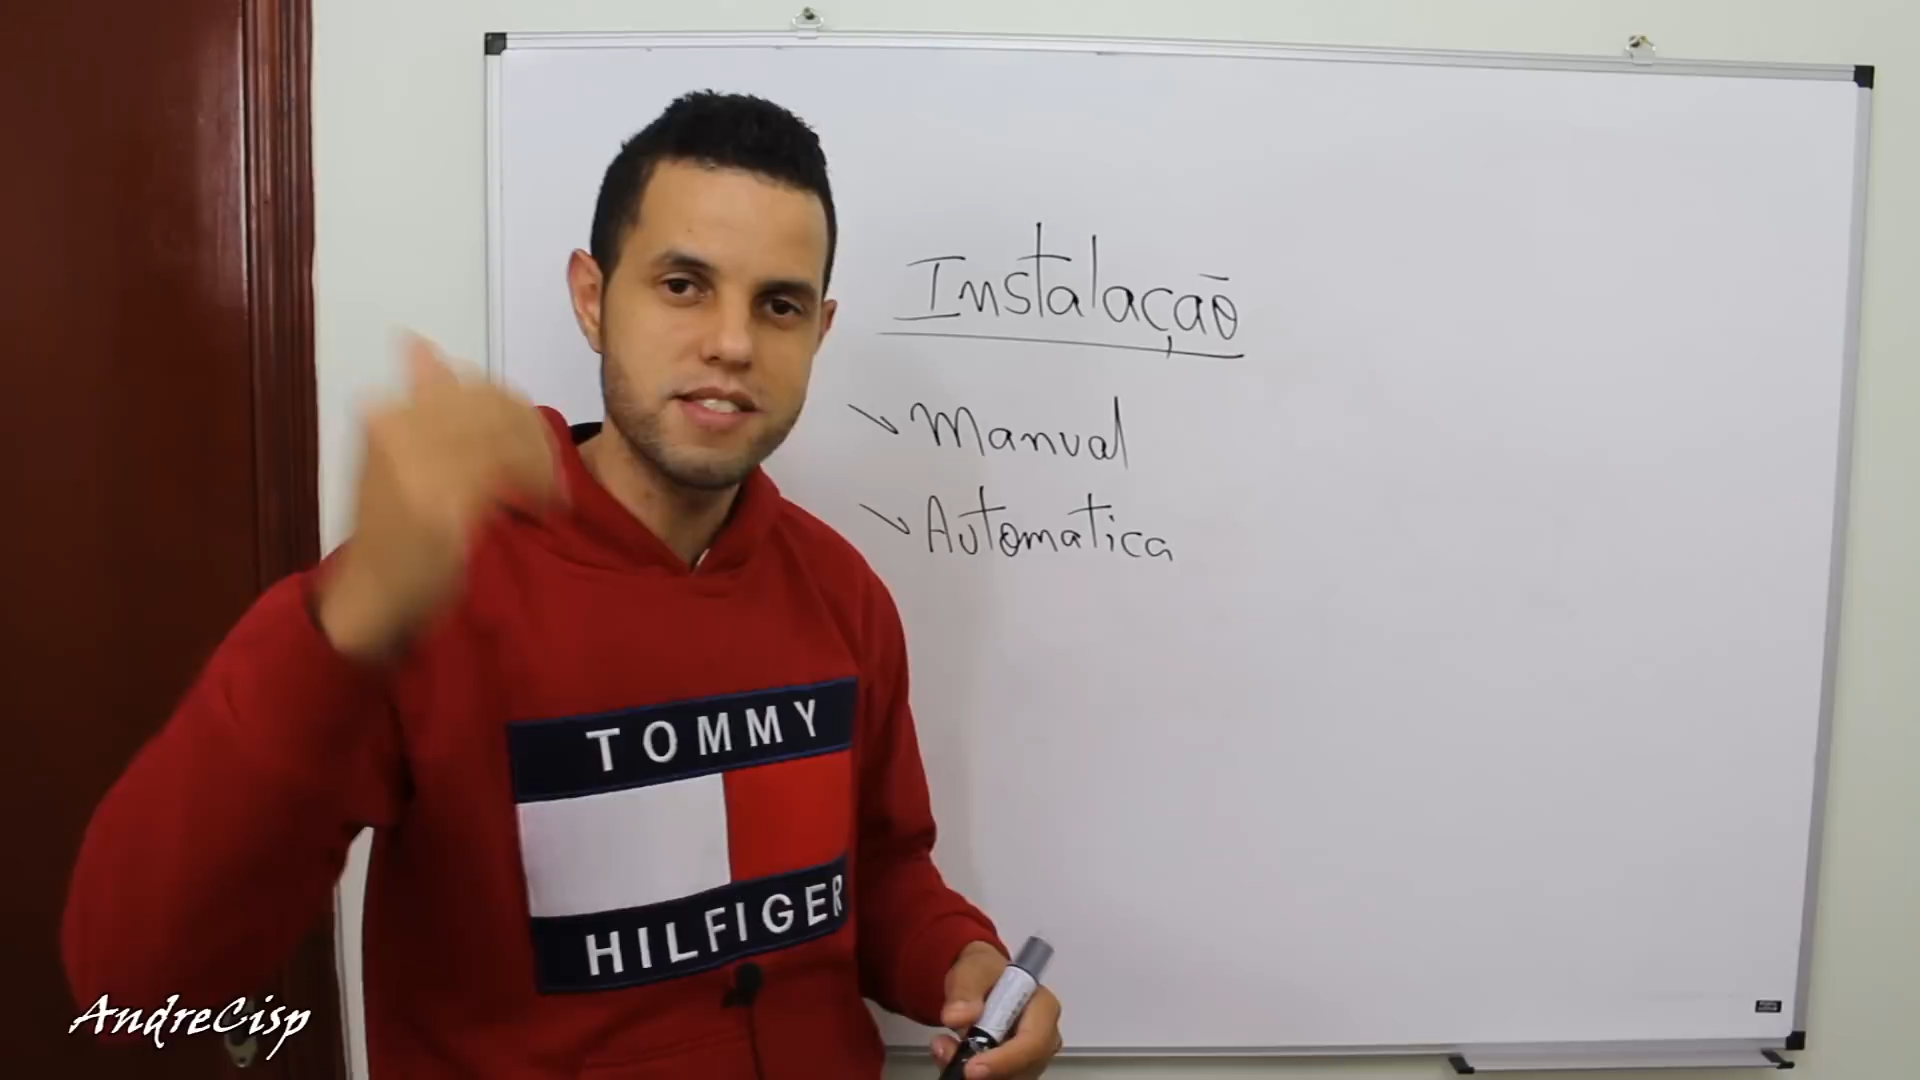 Instalação
Manual
Automatica
TOMMY
HILFIGER
AndreCisp